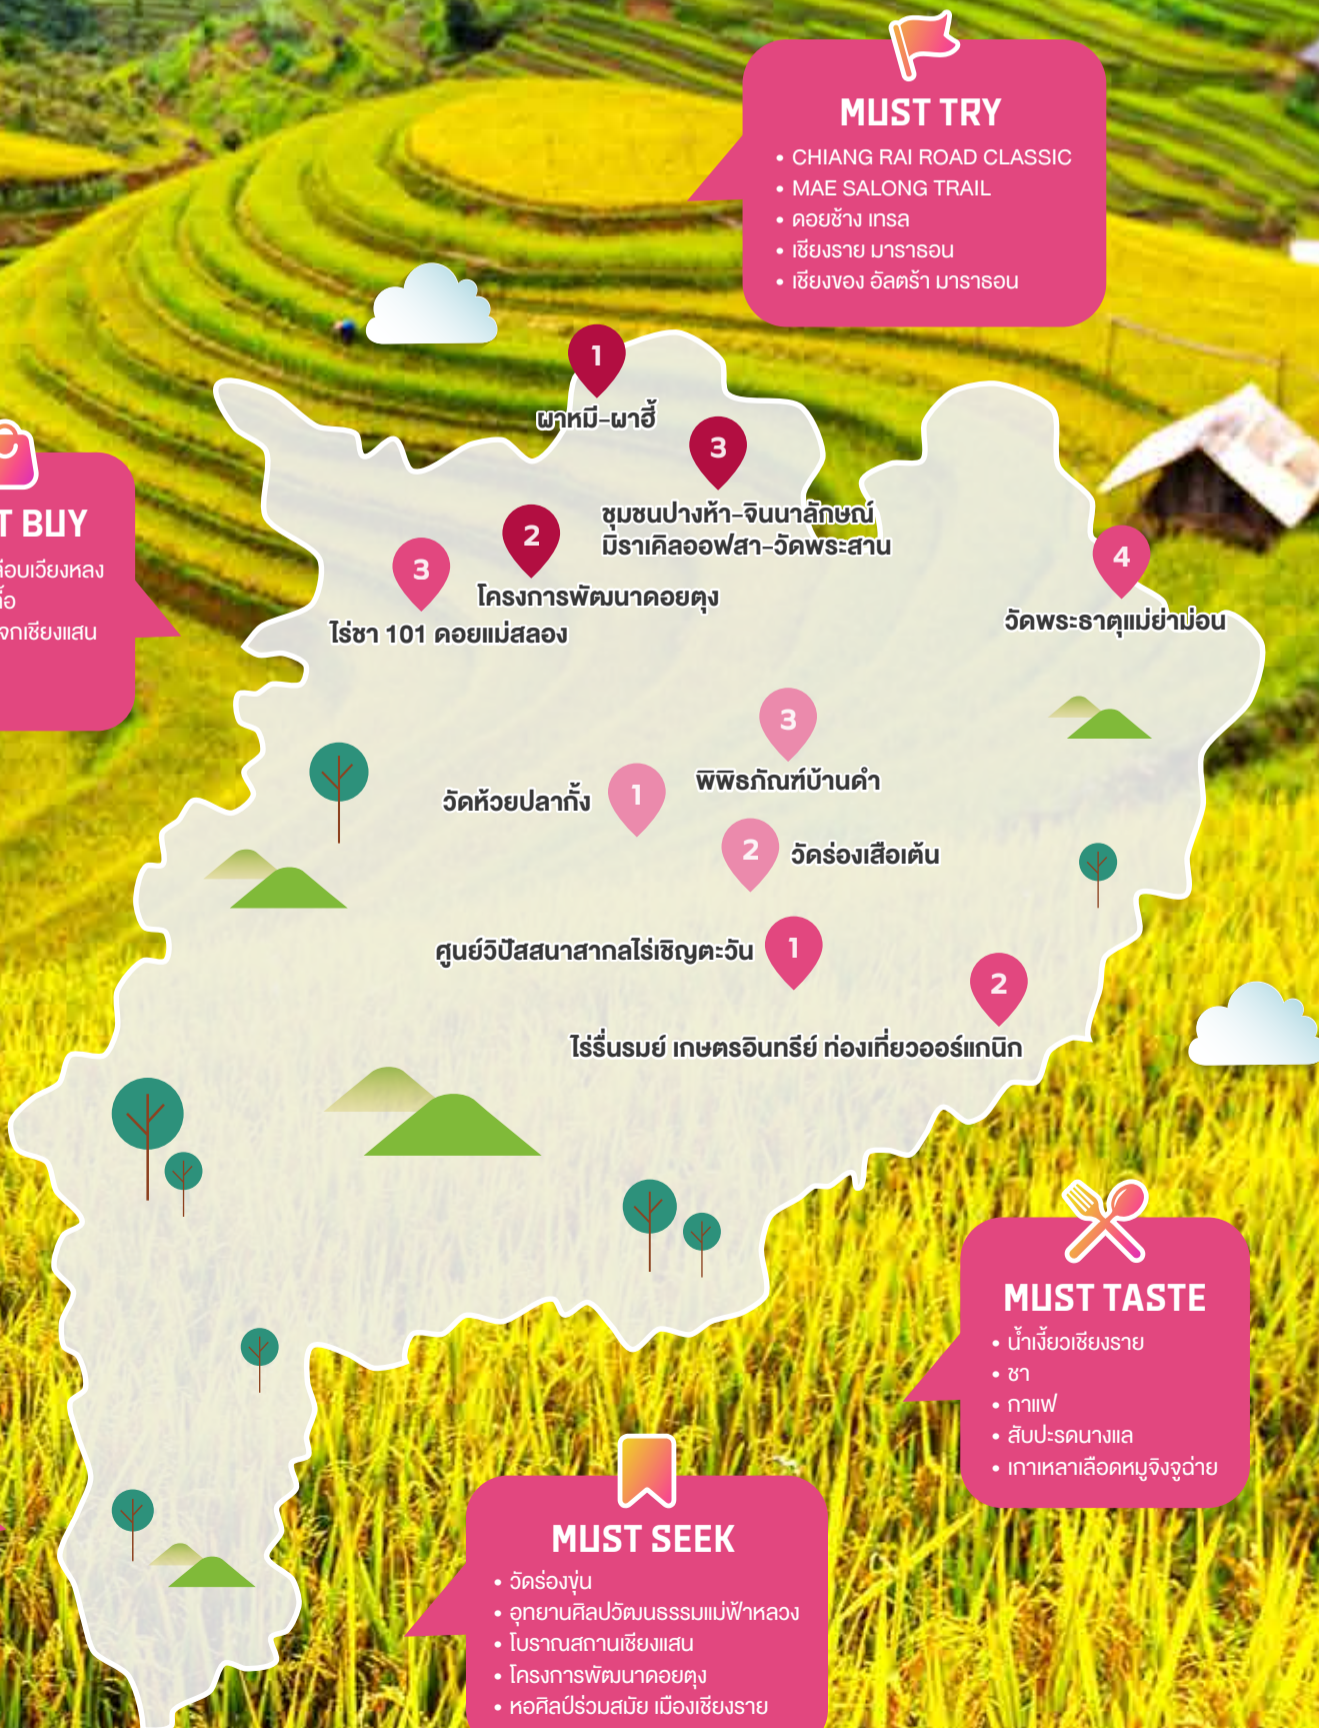 MUST TRY
• CHIANG RAI ROAD CLASSIC
• MAE SALONG TRAIL
• ดอยช้าง เทรล
• เชียงราย มาราธอน
• เชียงของ อัลตร้า มาราธอน
1
ผาหมี-ผาฮี้
3
ชุมชนปางห้า-จินนาลักษณ์
มิราเคิลออฟสา-วัดพระสาน
T BUY
จกเชียงแสน
2
โครงการพัฒนาดอยตุง
3
ไร่ชา 101 ดอยแม่สลอง
4
วัดพระธาตุแม่ย่าม่อน
3
พิพิธภัณฑ์บ้านดำ
วัดห้วยปลากั้ง
1
2
วัดร่องเสือเต้น
ศูนย์วิปัสสนาสากลไร่เชิญตะวัน
1
2
ไร่รื่นรมย์ เกษตรอินทรีย์ ท่องเที่ยวออร์แกนิก
MUST TASTE
• น้ำเงี้ยวเชียงราย
• ชา
• กาแฟ
• สับปะรดนางแล
• เกาเหลาเลือดหมูจิงจูฉ่าย
MUST SEEK
• วัดร่องขุ่น
• อุทยานศิลปวัฒนธรรมแม่ฟ้าหลวง
• โบราณสถานเชียงแสน
• โครงการพัฒนาดอยตุง
• หอศิลป์ร่วมสมัย เมืองเชียงราย